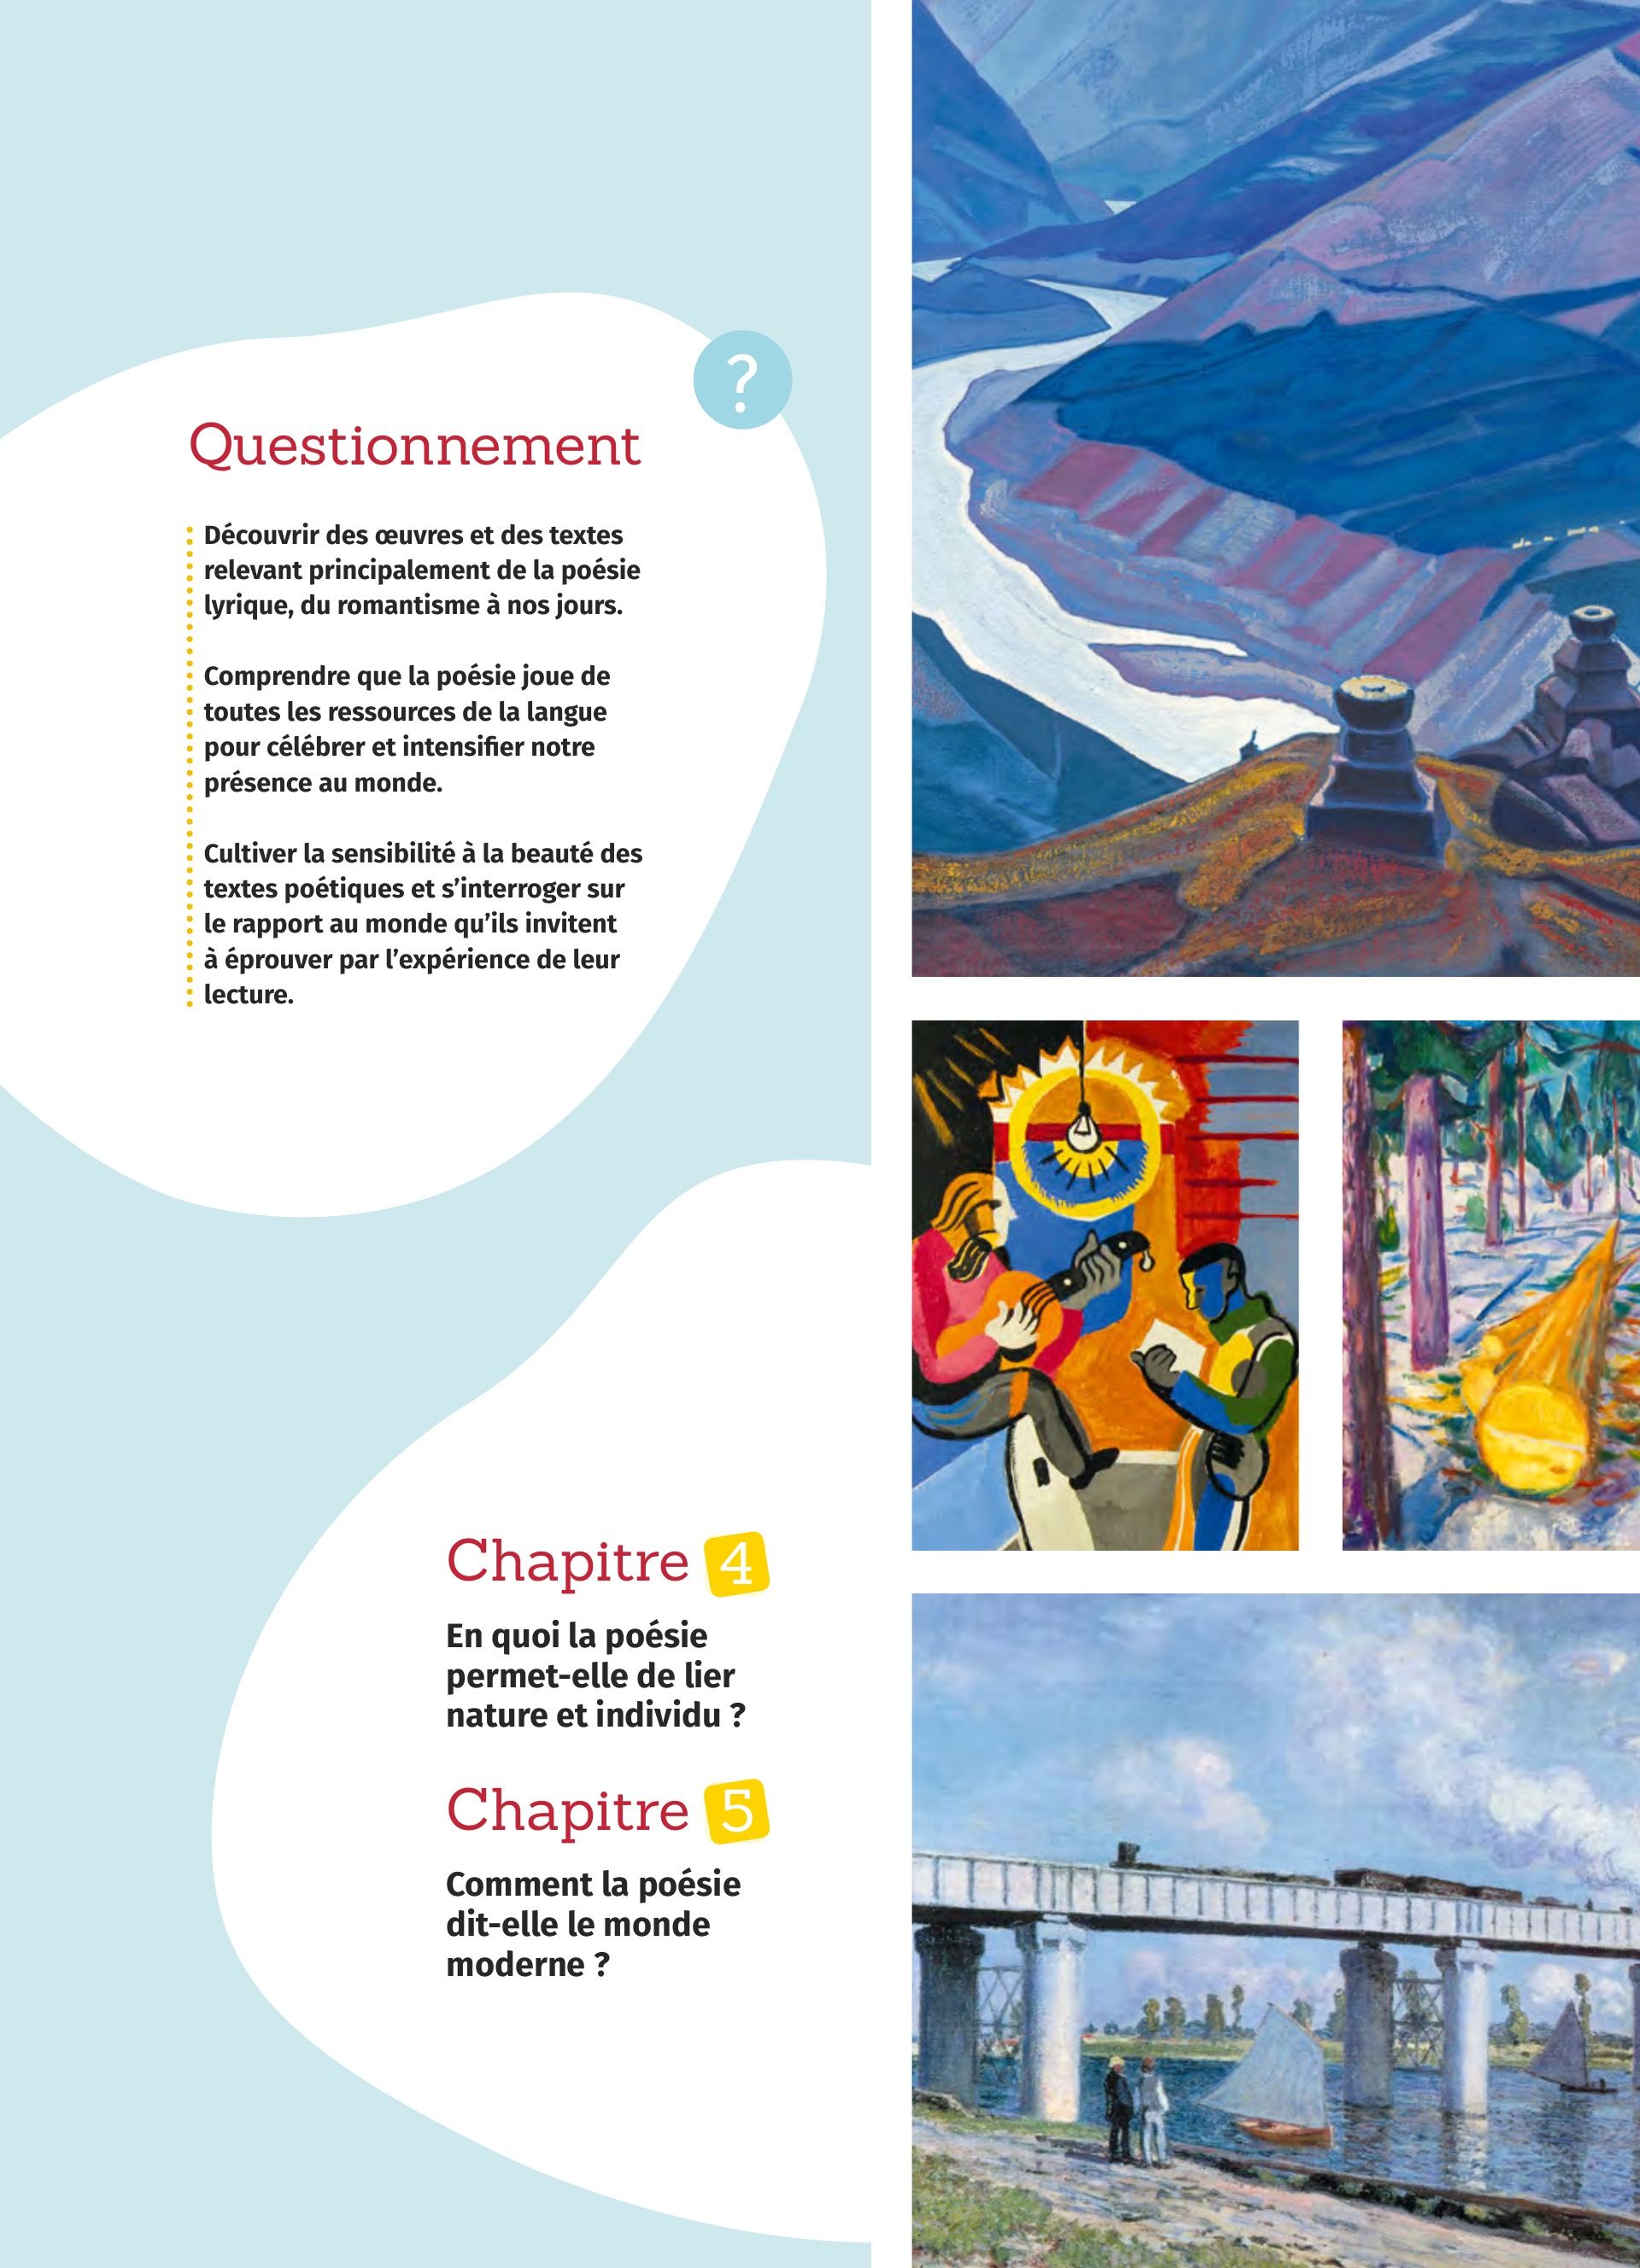 ?
Questionnement
Découvrir des œuvres et des textes
relevant principalement de la poésie
lyrique, du romantisme à nos jours.
Comprendre que la poésie joue de
toutes les ressources de la langue
pour célébrer et intensifier notre
présence au monde.
Cultiver la sensibilité à la beauté des
textes poétiques et s’interroger sur
le rapport au monde qu’ils invitent
à éprouver par l’expérience de leur
lecture.
Chapitre 4
En quoi la poésie
permet-elle de lier
nature et individu ?
Chapitre 5
Comment la poésie
dit-elle le monde
moderne ?